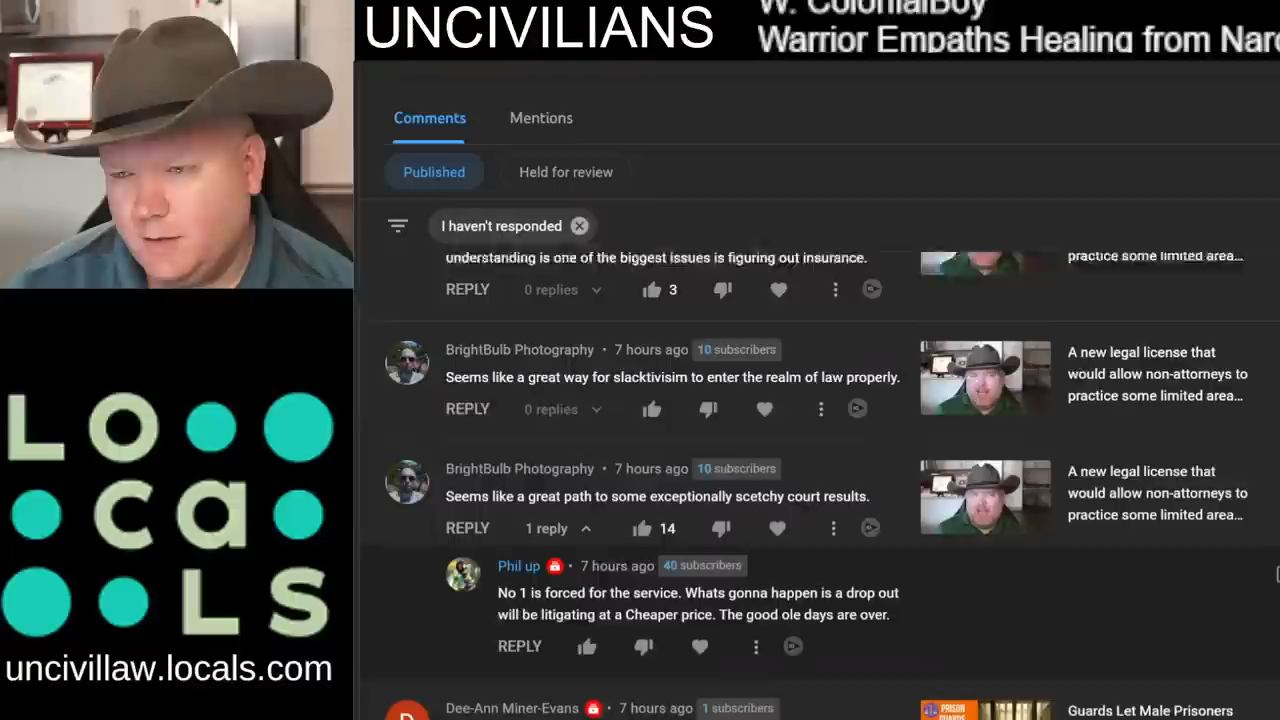 UNCIVILIANS
W. ColonialBoy
Warrior Empaths Healing from Narc
Comments
Mentions
Published
Held for review
I haven't responded
understanding is one of the biggest issues is figuring out insurance.
practice some limited area...
REPLY 0 replies 3
BrightBulb Photography • 7 hours ago 10 subscribers
Seems like a great way for slacktivisim to enter the realm of law properly.
REPLY 0 replies
A new legal license that
would allow non-attorneys to
practice some limited area...
BrightBulb Photography • 7 hours ago 10 subscribers
Seems like a great path to some exceptionally scetchy court results.
REPLY 1 reply 14
A new legal license that
would allow non-attorneys to
practice some limited area...
Phil up • 7 hours ago 40 subscribers
No 1 is forced for the service. Whats gonna happen is a drop out
will be litigating at a Cheaper price. The good ole days are over.
REPLY
D
Dee-Ann Miner-Evans • 7 hours ago 1 subscribers
PRISON
Guards Let Male Prisoners
LOcaLS
uncivillaw.locals.com